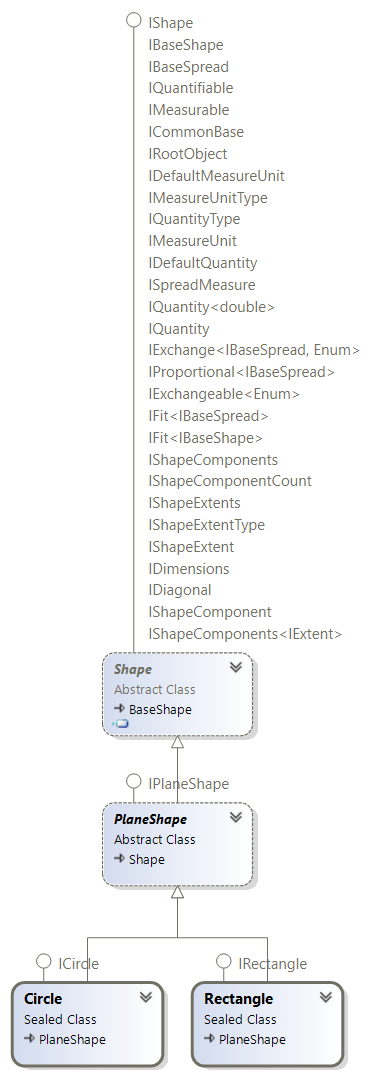 IShape
IBaseShape
IBaseSpread
IQuantifiable
IMeasurable
ICommonBase
IRootObject
IDefaultMeasureUnit
IMeasureUnitType
IQuantityType
IMeasureUnit
IDefaultQuantity
ISpreadMeasure
IQuantity<double>
IQuantity
IExchange<IBaseSpread, Enum>
IProportional<IBaseSpread>
IExchangeable<Enum>
IFit<IBaseSpread>
IFit<IBaseShape>
IShapeComponents
IShapeComponentCount
IShapeExtents
IShapeExtentType
IShapeExtent
IDimensions
IDiagonal
IShapeComponent
IShapeComponents<IExtent>
Shape
Abstract Class
BaseShape
IPlaneShape
PlaneShape
Abstract Class
Shape
ICircle
Circle
Sealed Class
PlaneShape
IRectangle
Rectangle
Sealed Class
PlaneShape